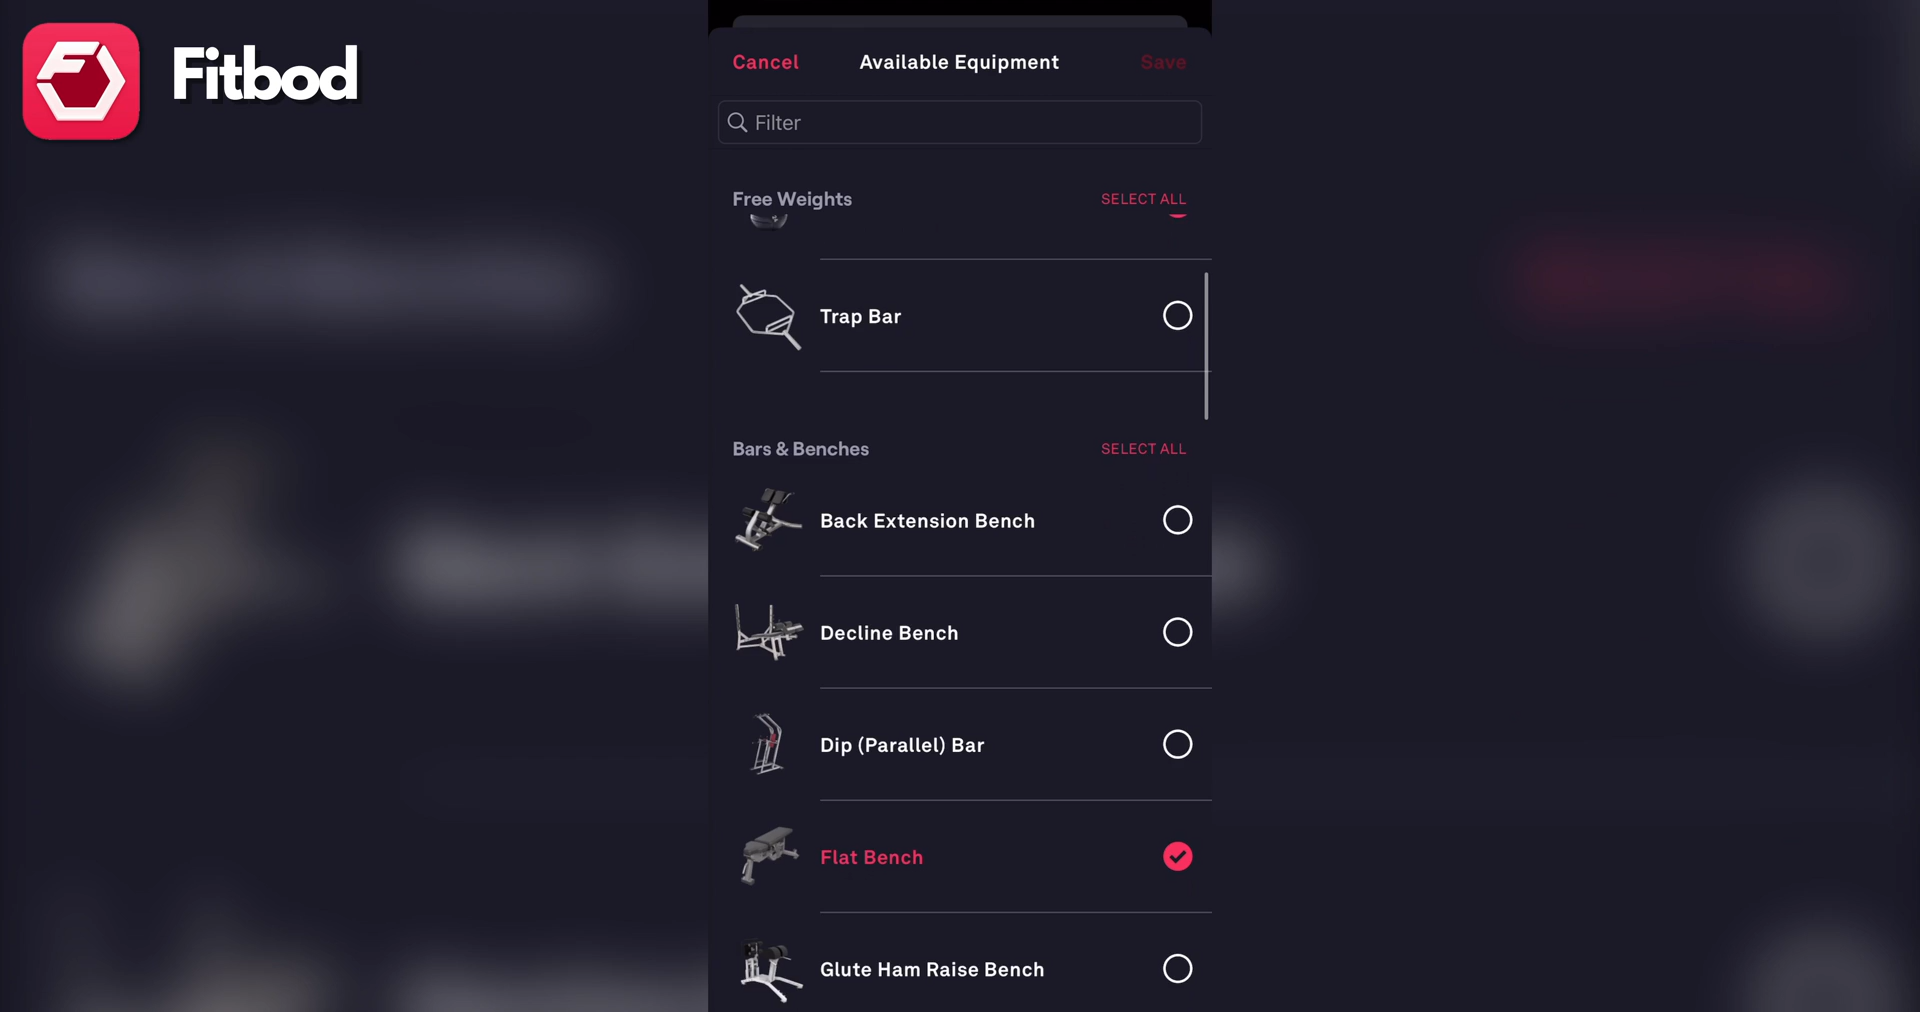 Fitbod
Cancel Available Equipment Save
Filter
Free Weights SELECT ALL
Trap Bar
Bars & Benches SELECT ALL
Back Extension Bench
Decline Bench
Dip (Parallel) Bar
Flat Bench
Glute Ham Raise Bench